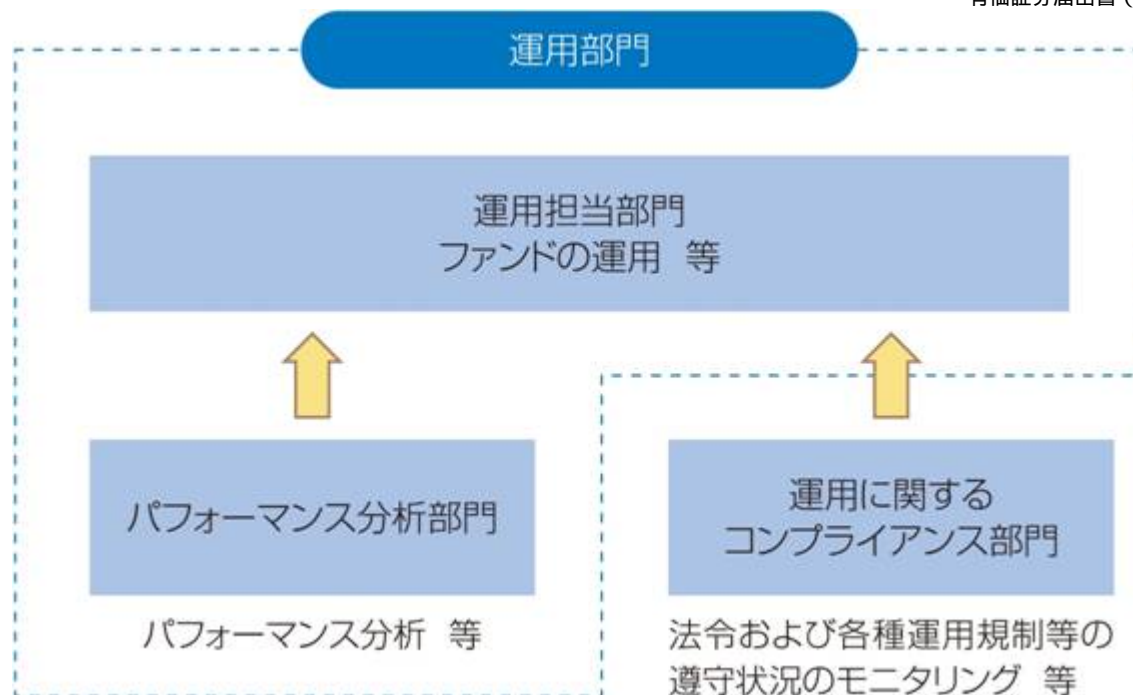 運用部門
運用担当部門
ファンドの運用 等
パフォーマンス分析部門
運用に関する
コンプライアンス部門
パフォーマンス分析 等
法令および各種運用規制等の
遵守状況のモニタリング 等